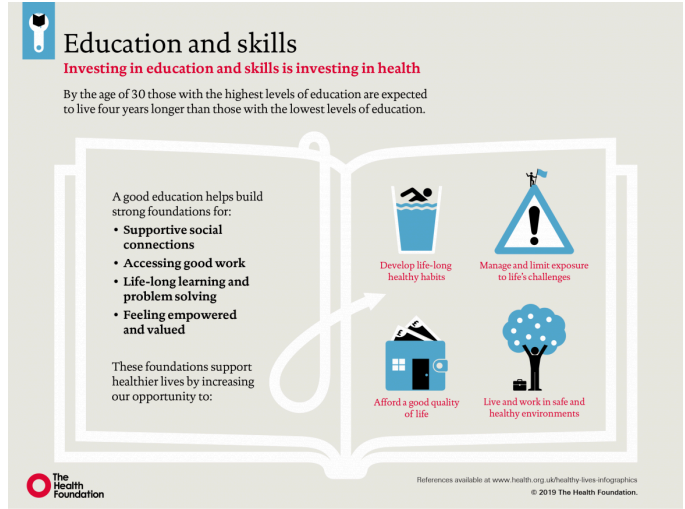 Education and skills
Investing in education and skills is investing in health
By the age of 30 those with the highest levels of education are expected
to live four years longer than those with the lowest levels of education.
A good education helps build
strong foundations for:
• Supportive social
connections
• Accessing good work
• Life-long learning and
problem solving
• Feeling empowered
and valued
These foundations support
healthier lives by increasing
our opportunity to:
Develop life-long
healthy habits
Manage and limit exposure
to life's challenges
£ £
Afford a good quality
of life
Live and work in safe and
healthy environments
The
Health
Foundation
References available at www.health.org.uk/healthy-lives-infographics
© 2019 The Health Foundation.